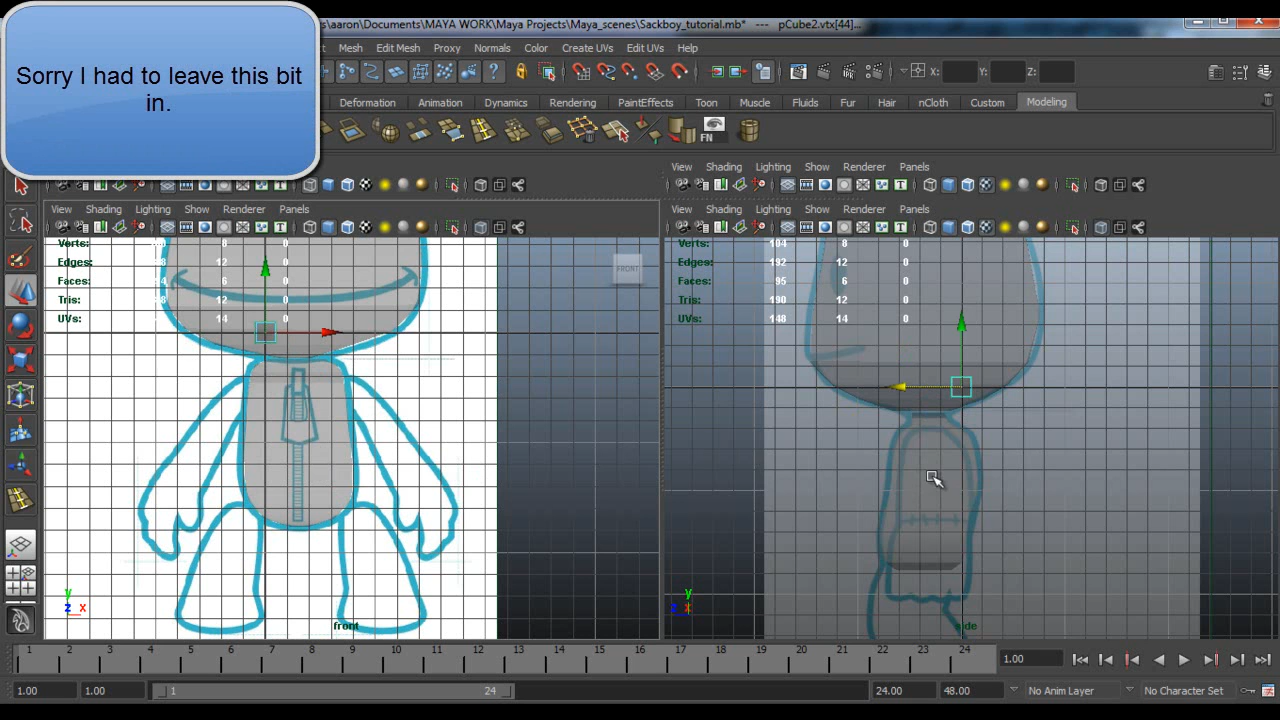 Sorry I had to leave this bit
in.
s\aaron\Documents\MAYA WORK\Maya Projects\Maya_scenes\Sackboy_tutorial.mb* --- pCube2.vtx[44]...
Mesh Edit Mesh Proxy Normals Color Create UVs Edit UVs Help
X: Y: Z:
Deformation Animation Dynamics Rendering PaintEffects Toon Muscle Fluids Fur Hair nCloth Custom Modeling
FN
View Shading Lighting Show Renderer Panels
View Shading Lighting Show Renderer Panels
View Shading Lighting Show Renderer Panels
Verts: 8 0
Edges: 12 0
Faces: 6 0
Tris: 12 0
UVs: 14 0
FRONT
Verts: 104 8 0
Edges: 192 12 0
Faces: 95 6 0
Tris: 190 12 0
UVs: 148 14 0
y
z x
front
y
z x
side
1 2 3 4 5 6 7 8 9 10 11 12 13 14 15 16 17 18 19 20 21 22 23 24
1.00
1.00 1.00 1 24 24.00 48.00 No Anim Layer No Character Set